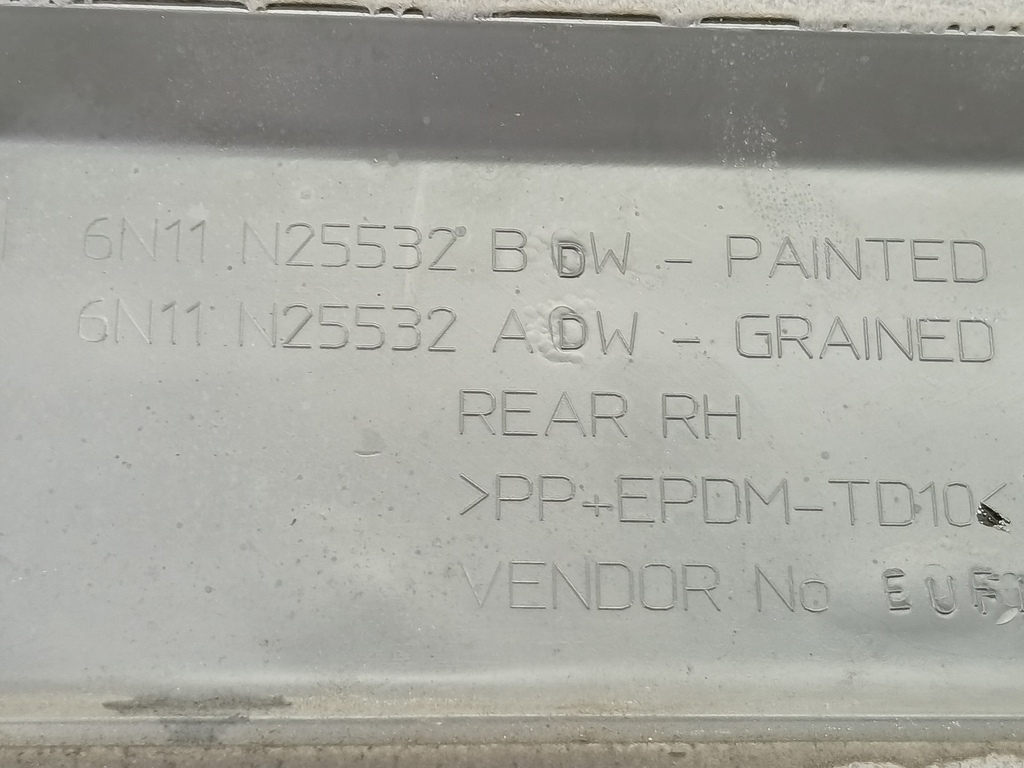 6N11 N25532 B DW - PAINTED
6N11 N25532 A DW - GRAINED
REAR RH
>PP+EPDM-TD10<
VENDOR No